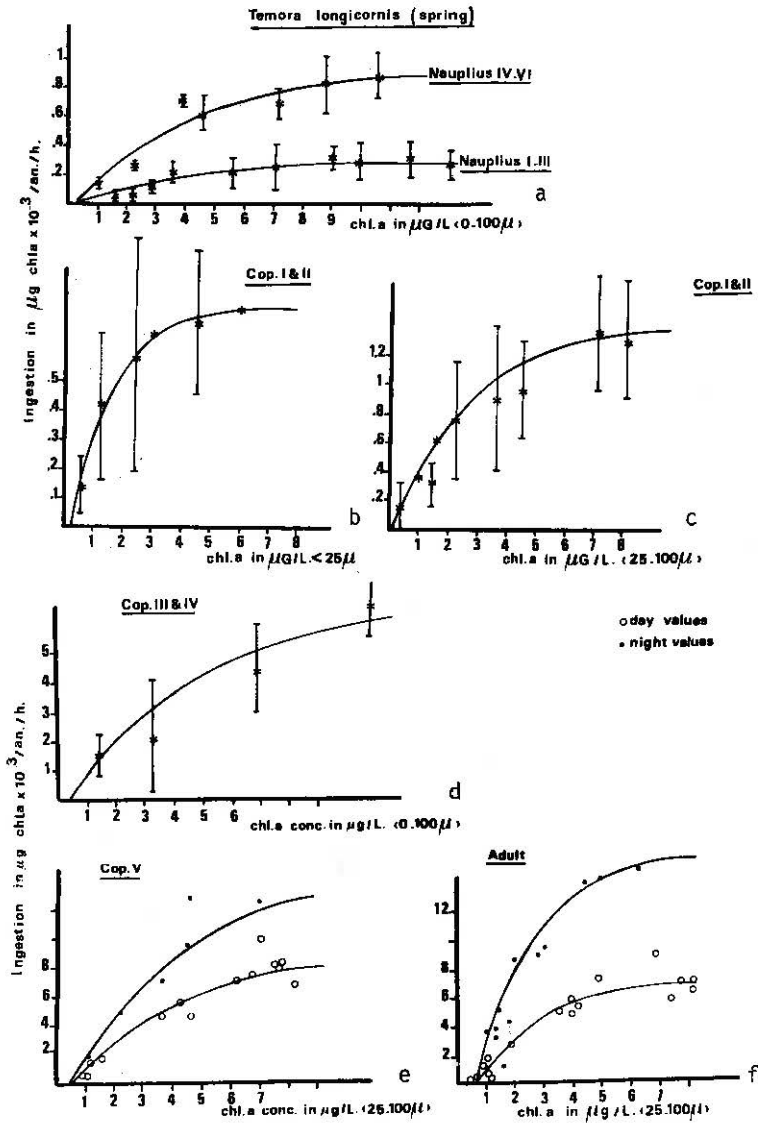 Temora longicornis (spring)
Ingestion in µg chla x 10⁻³/an./h.
1.
.8
.6
.4
.2
Nauplius IV.VI
Nauplius I.III
1 2 3 4 5 6 7 8 9
a
chl.a in µG/L <0-100µ>
Cop. I & II
.5
.4
.3
.2
.1
1 2 3 4 5 6 7 8
b
chl.a in µG/L.<25µ
Cop. I & II
1.2
1.
.8
.6
.4
.2
1 2 3 4 5 6 7 8
c
chl.a in µG/L. <25.100µ>
Cop. III & IV
5
4
3
2
1
1 2 3 4 5 6
d
chl.a conc. in µg/L. <0.100µ>
o day values
• night values
Ingestion in µg chla x 10⁻³/an./h.
Cop. V
8
6
4
2
1 2 3 4 5 6 7
e
chl.a conc. in µg/L. <25.100µ>
Adult
12
8
6
4
2
1 2 3 4 5 6 7
f
chl.a in µg/L. <25.100µ>